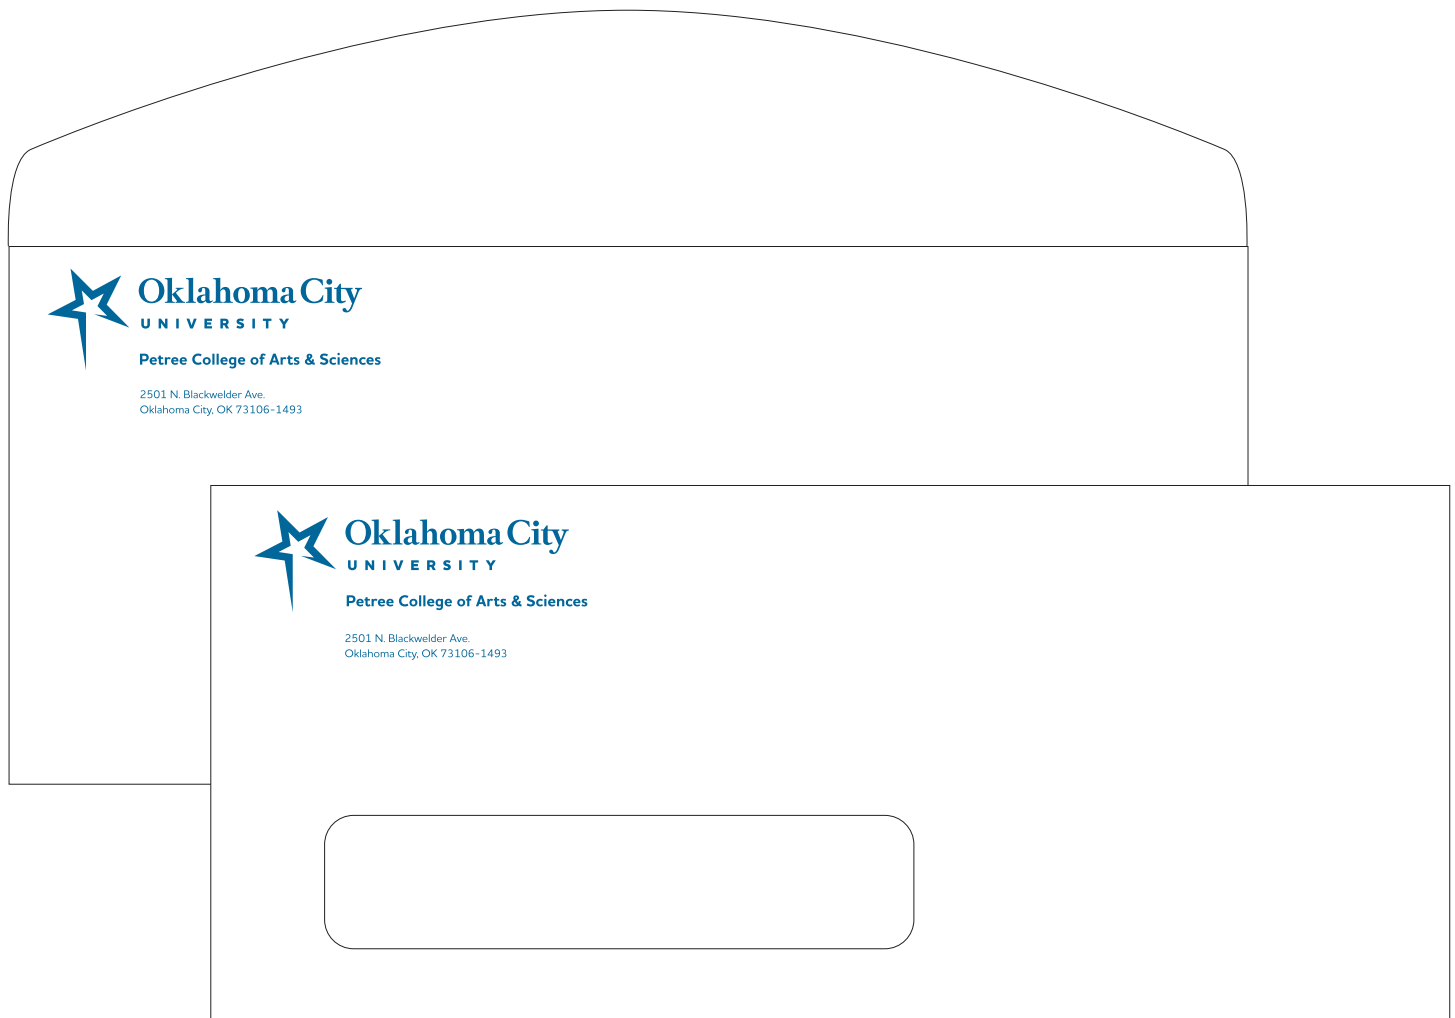 Oklahoma City
UNIVERSITY
Petree College of Arts & Sciences
2501 N. Blackwelder Ave.
Oklahoma City, OK 73106-1493
Oklahoma City
UNIVERSITY
Petree College of Arts & Sciences
2501 N. Blackwelder Ave.
Oklahoma City, OK 73106-1493